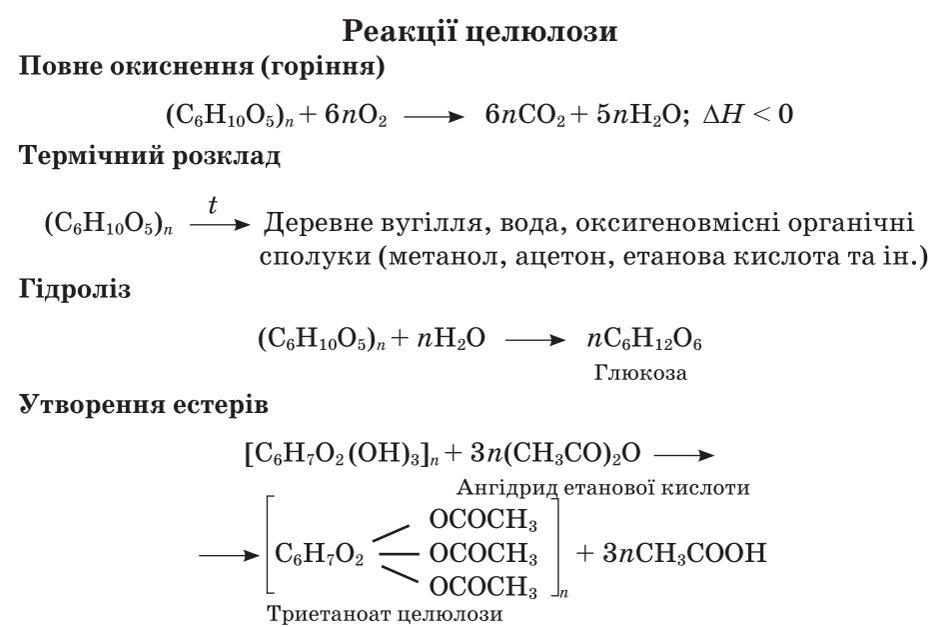 Реакції целюлози
Повне окиснення (горіння)
(C₆H₁₀O₅)ₙ + 6nO₂ ⟶ 6nCO₂ + 5nH₂O; ΔH < 0
Термічний розклад
(C₆H₁₀O₅)ₙ —t→ Деревне вугілля, вода, оксигеновмісні органічні
сполуки (метанол, ацетон, етанова кислота та ін.)
Гідроліз
(C₆H₁₀O₅)ₙ + nH₂O ⟶ nC₆H₁₂O₆
Глюкоза
Утворення естерів
[C₆H₇O₂(OH)₃]ₙ + 3n(CH₃CO)₂O ⟶
Ангідрид етанової кислоти
OCOCH₃
⟶ [C₆H₇O₂ — OCOCH₃]ₙ + 3nCH₃COOH
OCOCH₃
Триетаноат целюлози